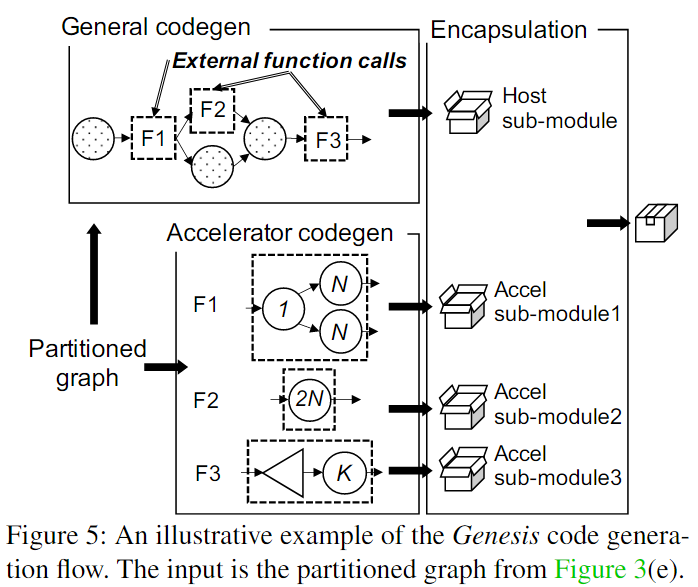 General codegen
Encapsulation
External function calls
F1
F2
F3
Host
sub-module
Accelerator codegen
Partitioned
graph
F1
1
N
N
Accel
sub-module1
F2
2N
Accel
sub-module2
F3
K
Accel
sub-module3
Figure 5: An illustrative example of the Genesis code genera-
tion flow. The input is the partitioned graph from Figure 3(e).